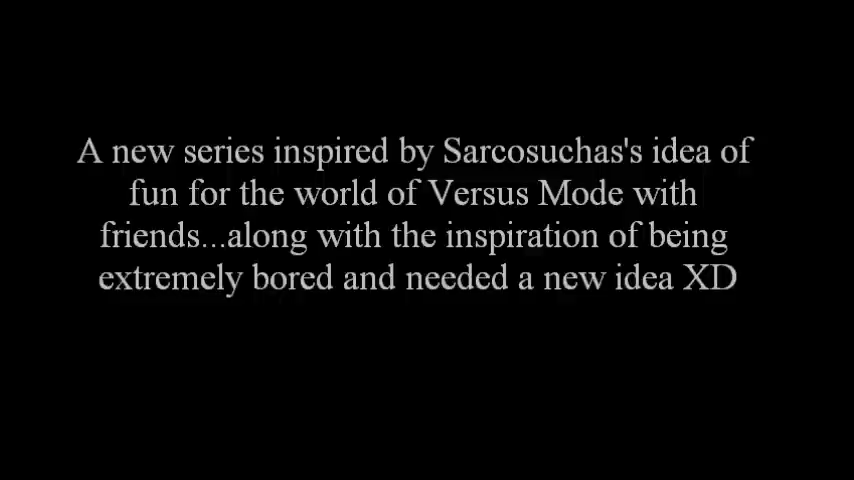 A new series inspired by Sarcosuchas's idea of
fun for the world of Versus Mode with
friends...along with the inspiration of being
extremely bored and needed a new idea XD